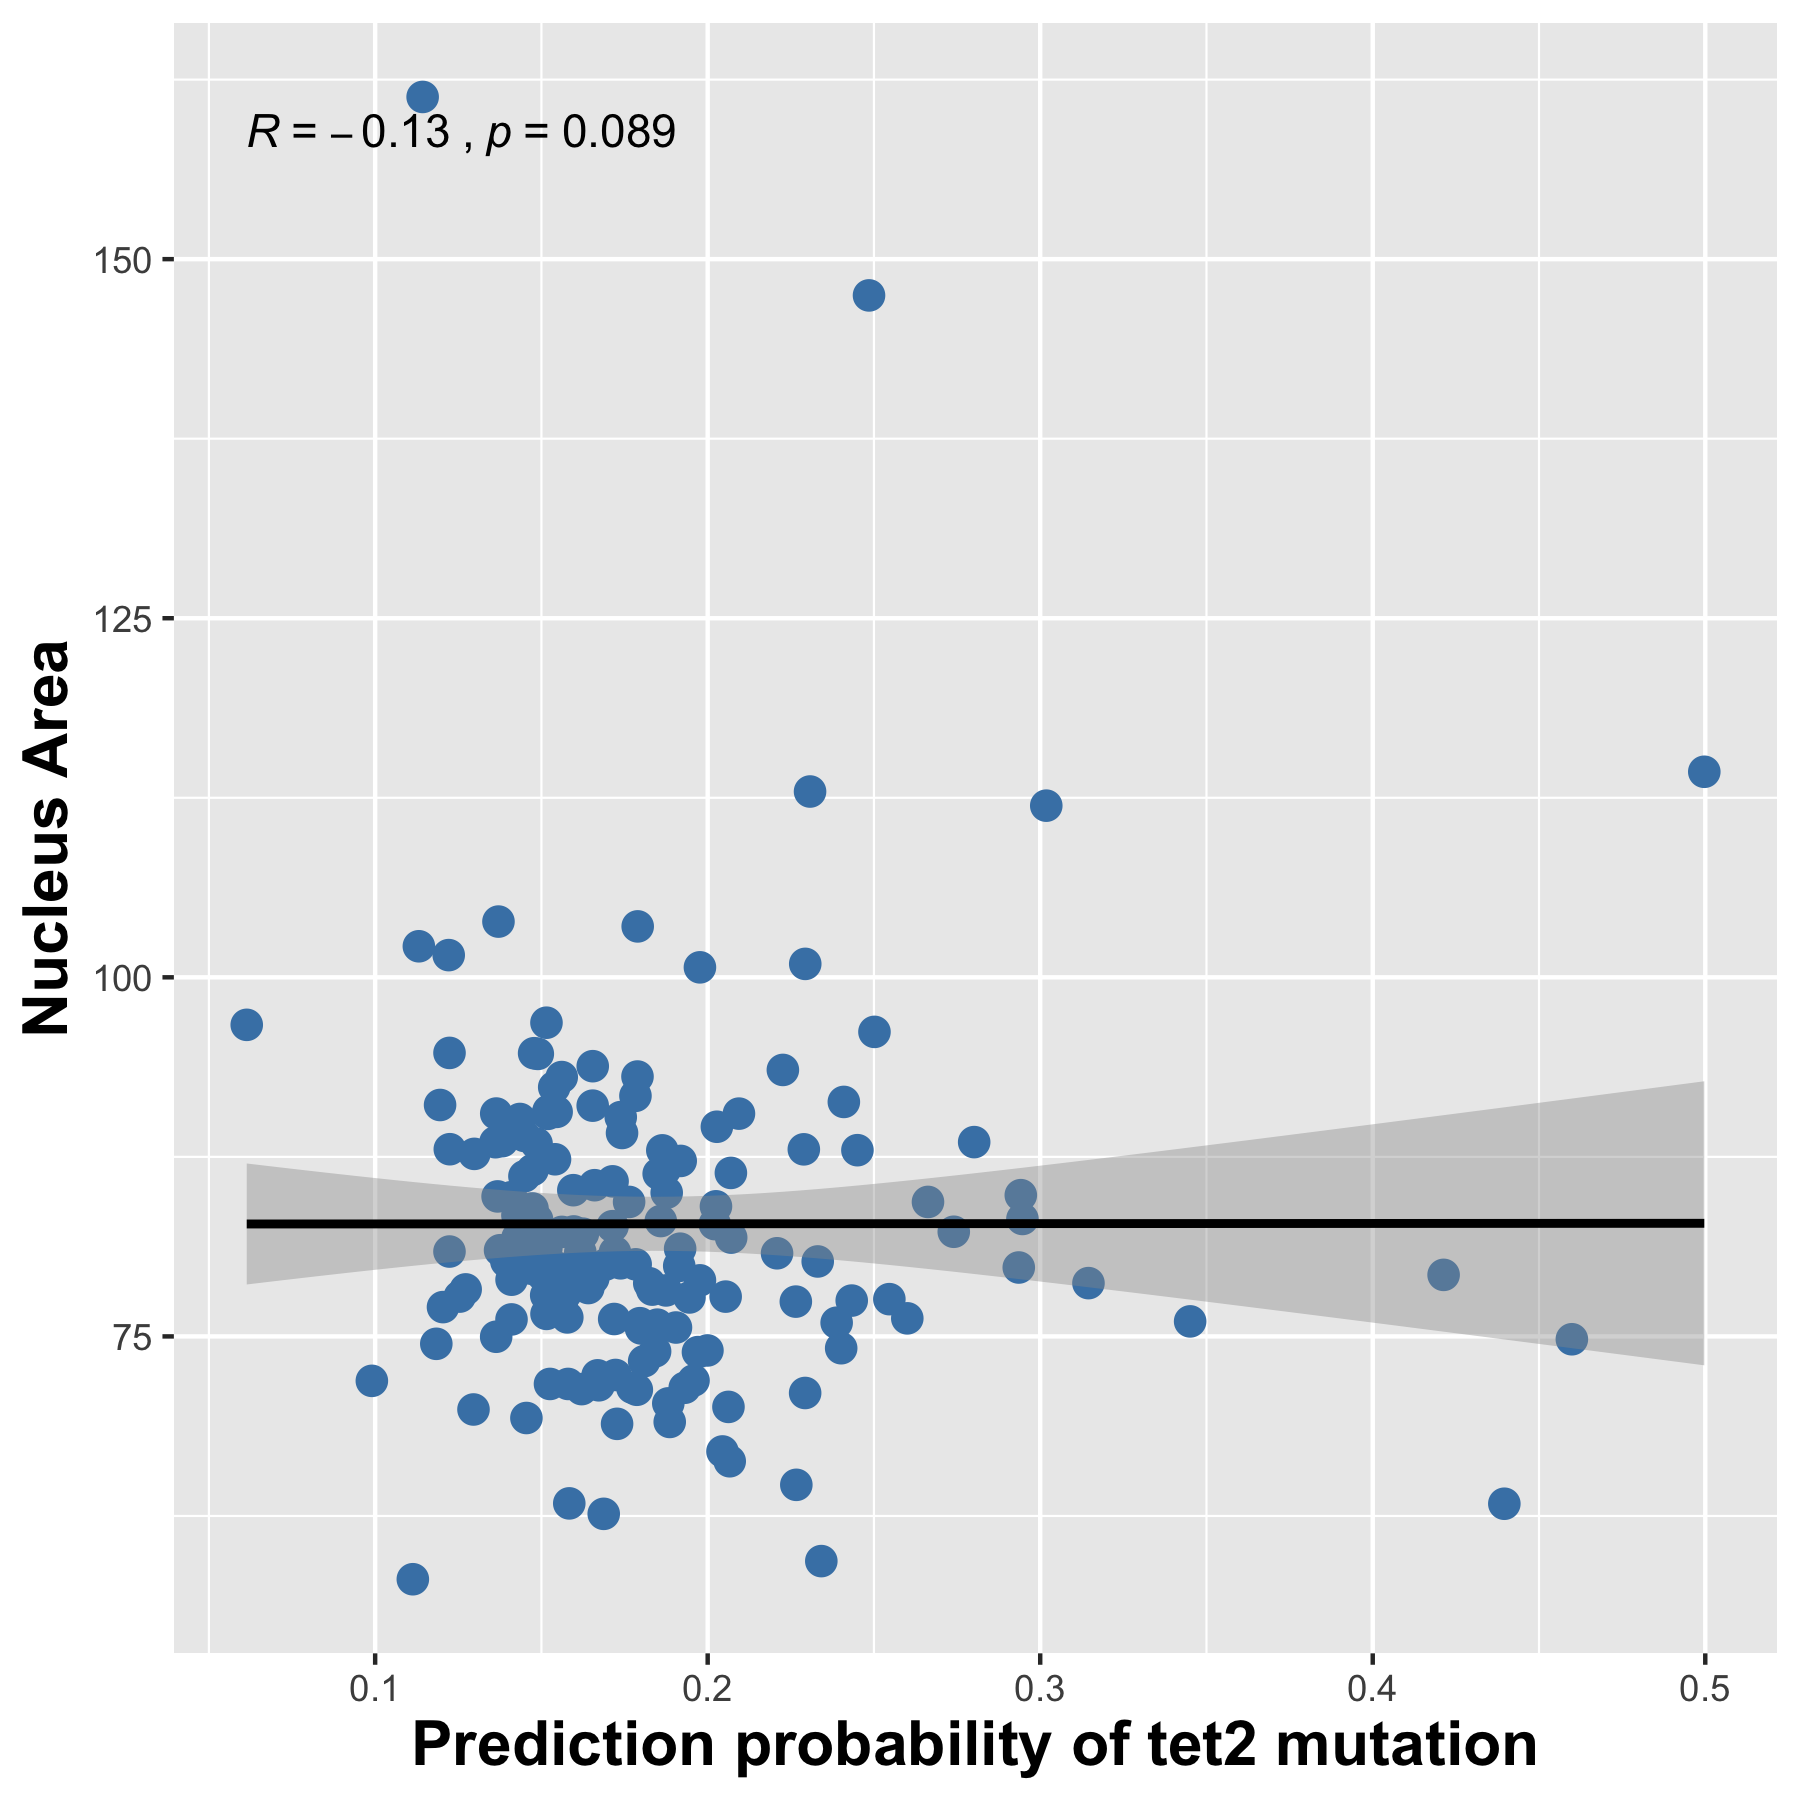 R = −0.13 , p = 0.089
150
125
100
75
Nucleus Area
0.1 0.2 0.3 0.4 0.5
Prediction probability of tet2 mutation